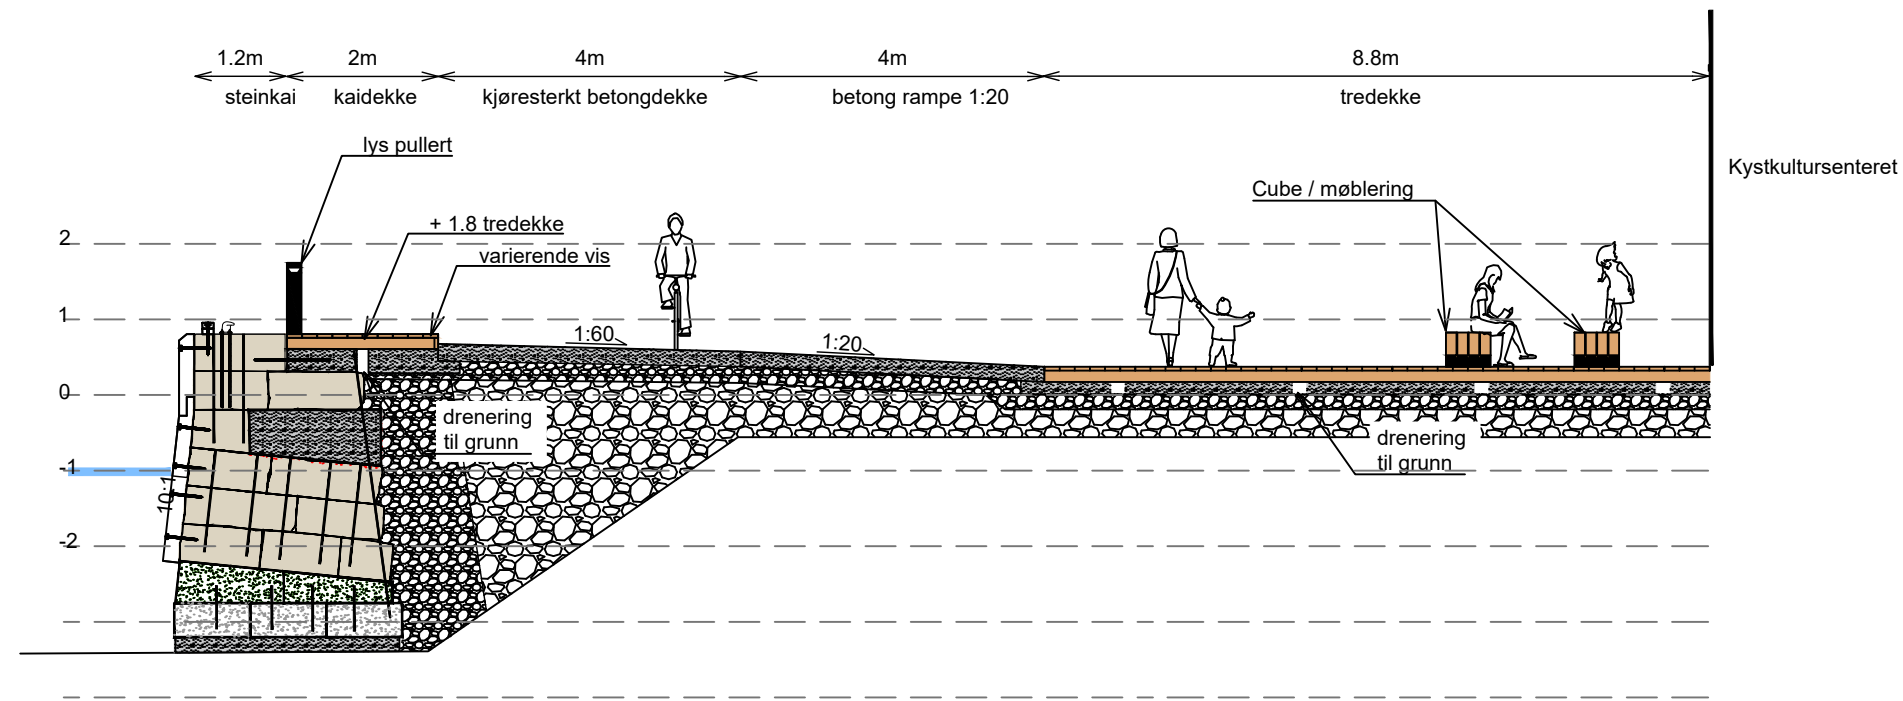 1.2m 2m 4m 4m 8.8m
steinkai kaidekke kjøresterkt betongdekke betong rampe 1:20 tredekke
lys pullert
Kystkultursenteret
Cube / møblering
+ 1.8 tredekke
varierende vis
2
1
1:60
1:20
0
drenering
til grunn
drenering
til grunn
-1
10:1
-2